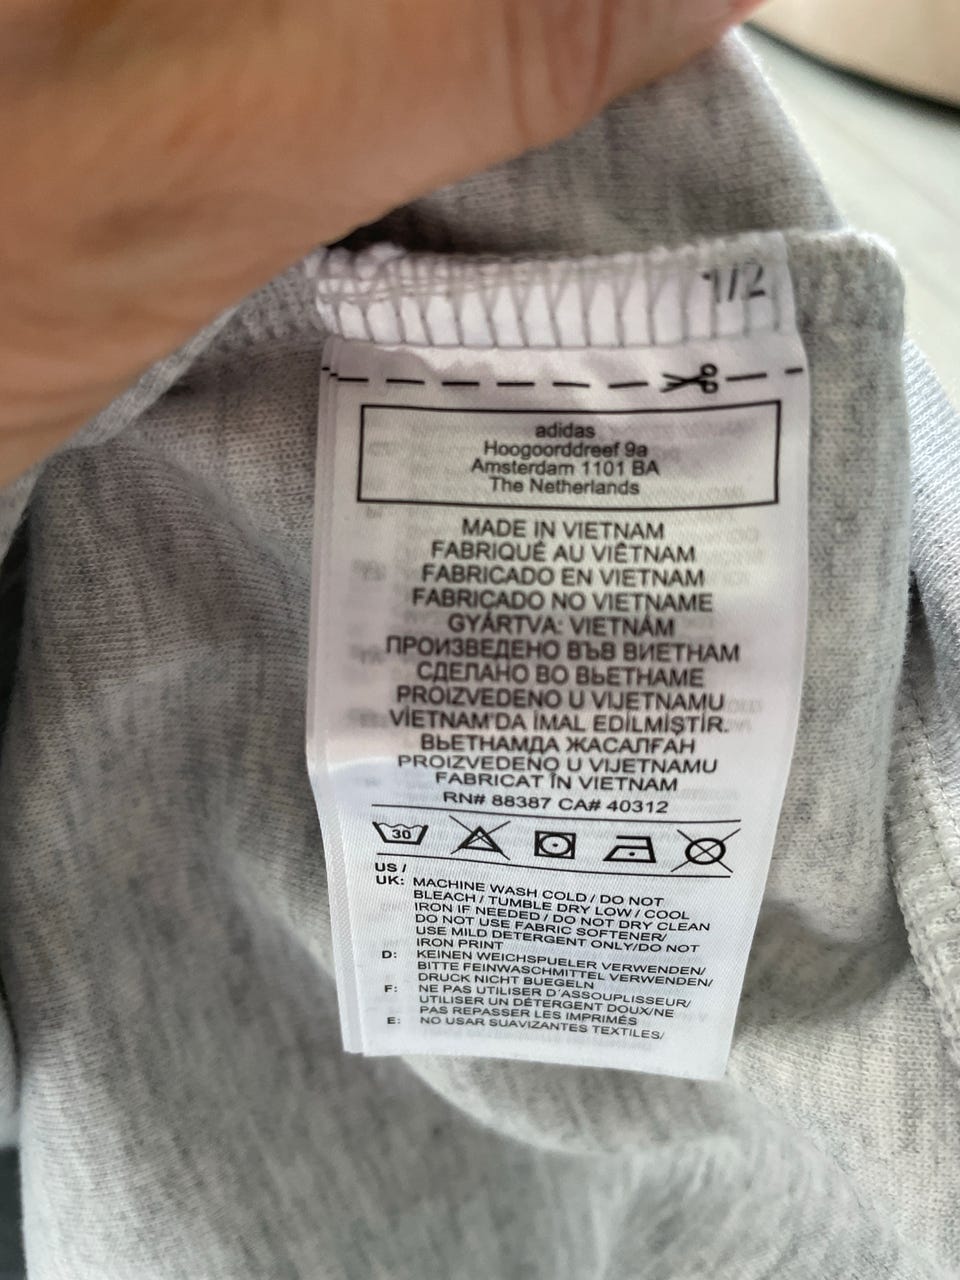 1/2
adidas
Hoogoorddreef 9a
Amsterdam 1101 BA
The Netherlands
MADE IN VIETNAM
FABRIQUÉ AU VIÊTNAM
FABRICADO EN VIETNAM
FABRICADO NO VIETNAME
GYÁRTVA: VIETNÁM
ПРОИЗВЕДЕНО ВЪВ ВИЕТНАМ
СДЕЛАНО ВО ВЬЕТНАМЕ
PROIZVEDENO U VIJETNAMU
VİETNAM'DA İMAL EDİLMİŞTİR.
ВЬЕТНАМДА ЖАСАЛҒАН
PROIZVEDENO U VIJETNAMU
FABRICAT ÎN VIETNAM
RN# 88387 CA# 40312
30
US /
UK: MACHINE WASH COLD / DO NOT
BLEACH / TUMBLE DRY LOW / COOL
IRON IF NEEDED / DO NOT DRY CLEAN
DO NOT USE FABRIC SOFTENER/
USE MILD DETERGENT ONLY/DO NOT
IRON PRINT
D: KEINEN WEICHSPUELER VERWENDEN/
BITTE FEINWASCHMITTEL VERWENDEN/
DRUCK NICHT BUEGELN
F: NE PAS UTILISER D'ASSOUPLISSEUR/
UTILISER UN DÉTERGENT DOUX/NE
PAS REPASSER LES IMPRIMÉS
E: NO USAR SUAVIZANTES TEXTILES/